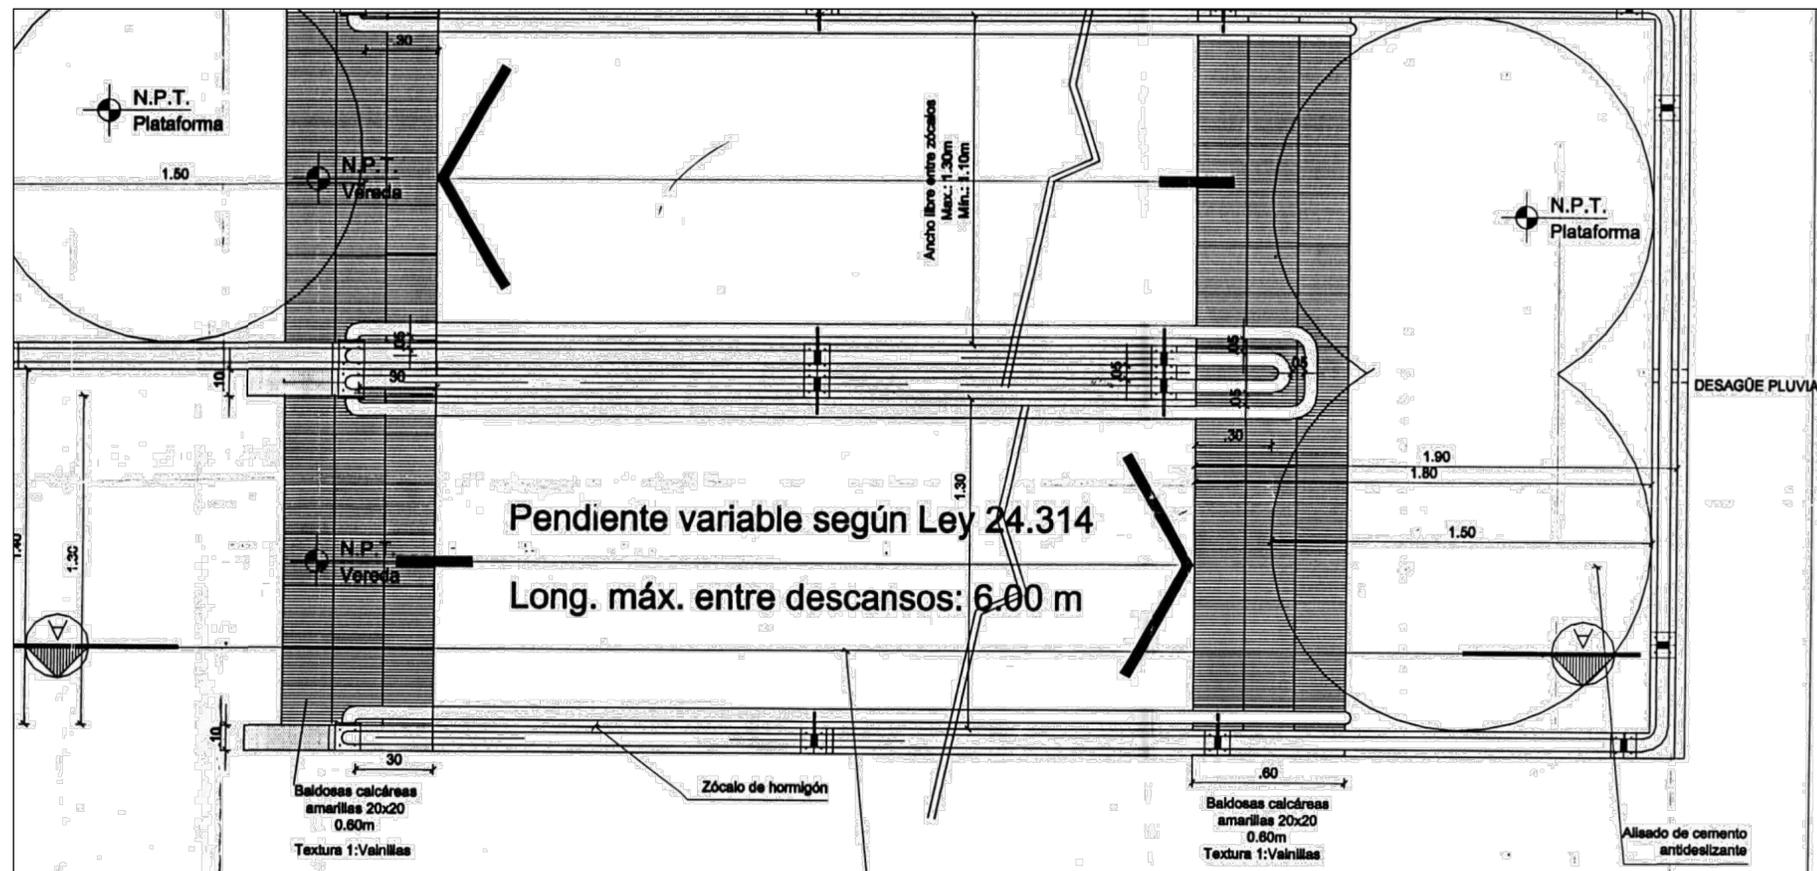 .30
N.P.T.
Plataforma
N.P.T.
Vereda
1.50
Ancho libre entre zócalos
Max.: 1.30m
Min.: 1.10m
N.P.T.
Plataforma
.05
.05
.05
.05
.05
10
30
DESAGÜE PLUVIA
.30
1.90
1.80
1.30
Pendiente variable según Ley 24.314
1.50
1.40
1.30
N.P.T.
Vereda
Long. máx. entre descansos: 6.00 m
A
A
10
30
.60
Zócalo de hormigón
Baldosas calcáreas
amarillas 20x20
0.60m
Textura 1:Vainillas
Baldosas calcáreas
amarillas 20x20
0.60m
Textura 1:Vainillas
Alisado de cemento
antideslizante